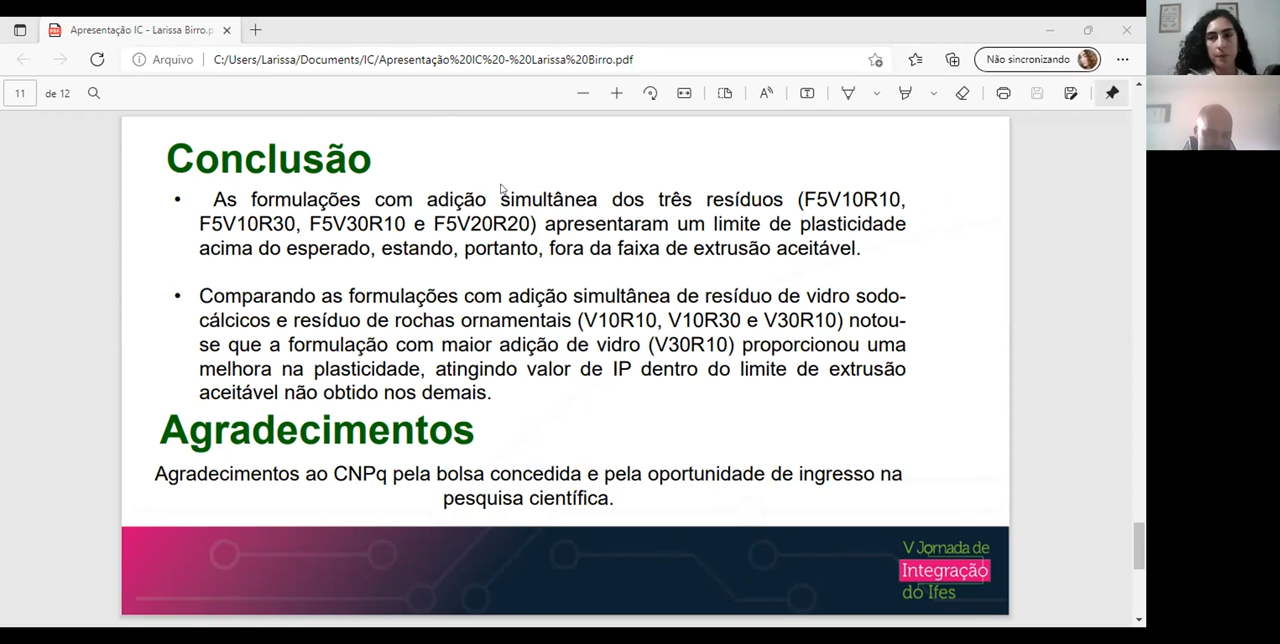 Apresentação IC - Larissa Birro.p
Arquivo
C:/Users/Larissa/Documents/IC/Apresentação%20IC%20-%20Larissa%20Birro.pdf
Não sincronizando
11 de 12
Conclusão
• As formulações com adição simultânea dos três resíduos (F5V10R10,
F5V10R30, F5V30R10 e F5V20R20) apresentaram um limite de plasticidade
acima do esperado, estando, portanto, fora da faixa de extrusão aceitável.
• Comparando as formulações com adição simultânea de resíduo de vidro sodo-
cálcicos e resíduo de rochas ornamentais (V10R10, V10R30 e V30R10) notou-
se que a formulação com maior adição de vidro (V30R10) proporcionou uma
melhora na plasticidade, atingindo valor de IP dentro do limite de extrusão
aceitável não obtido nos demais.
Agradecimentos
Agradecimentos ao CNPq pela bolsa concedida e pela oportunidade de ingresso na
pesquisa científica.
V Jornada de
Integração
do Ifes